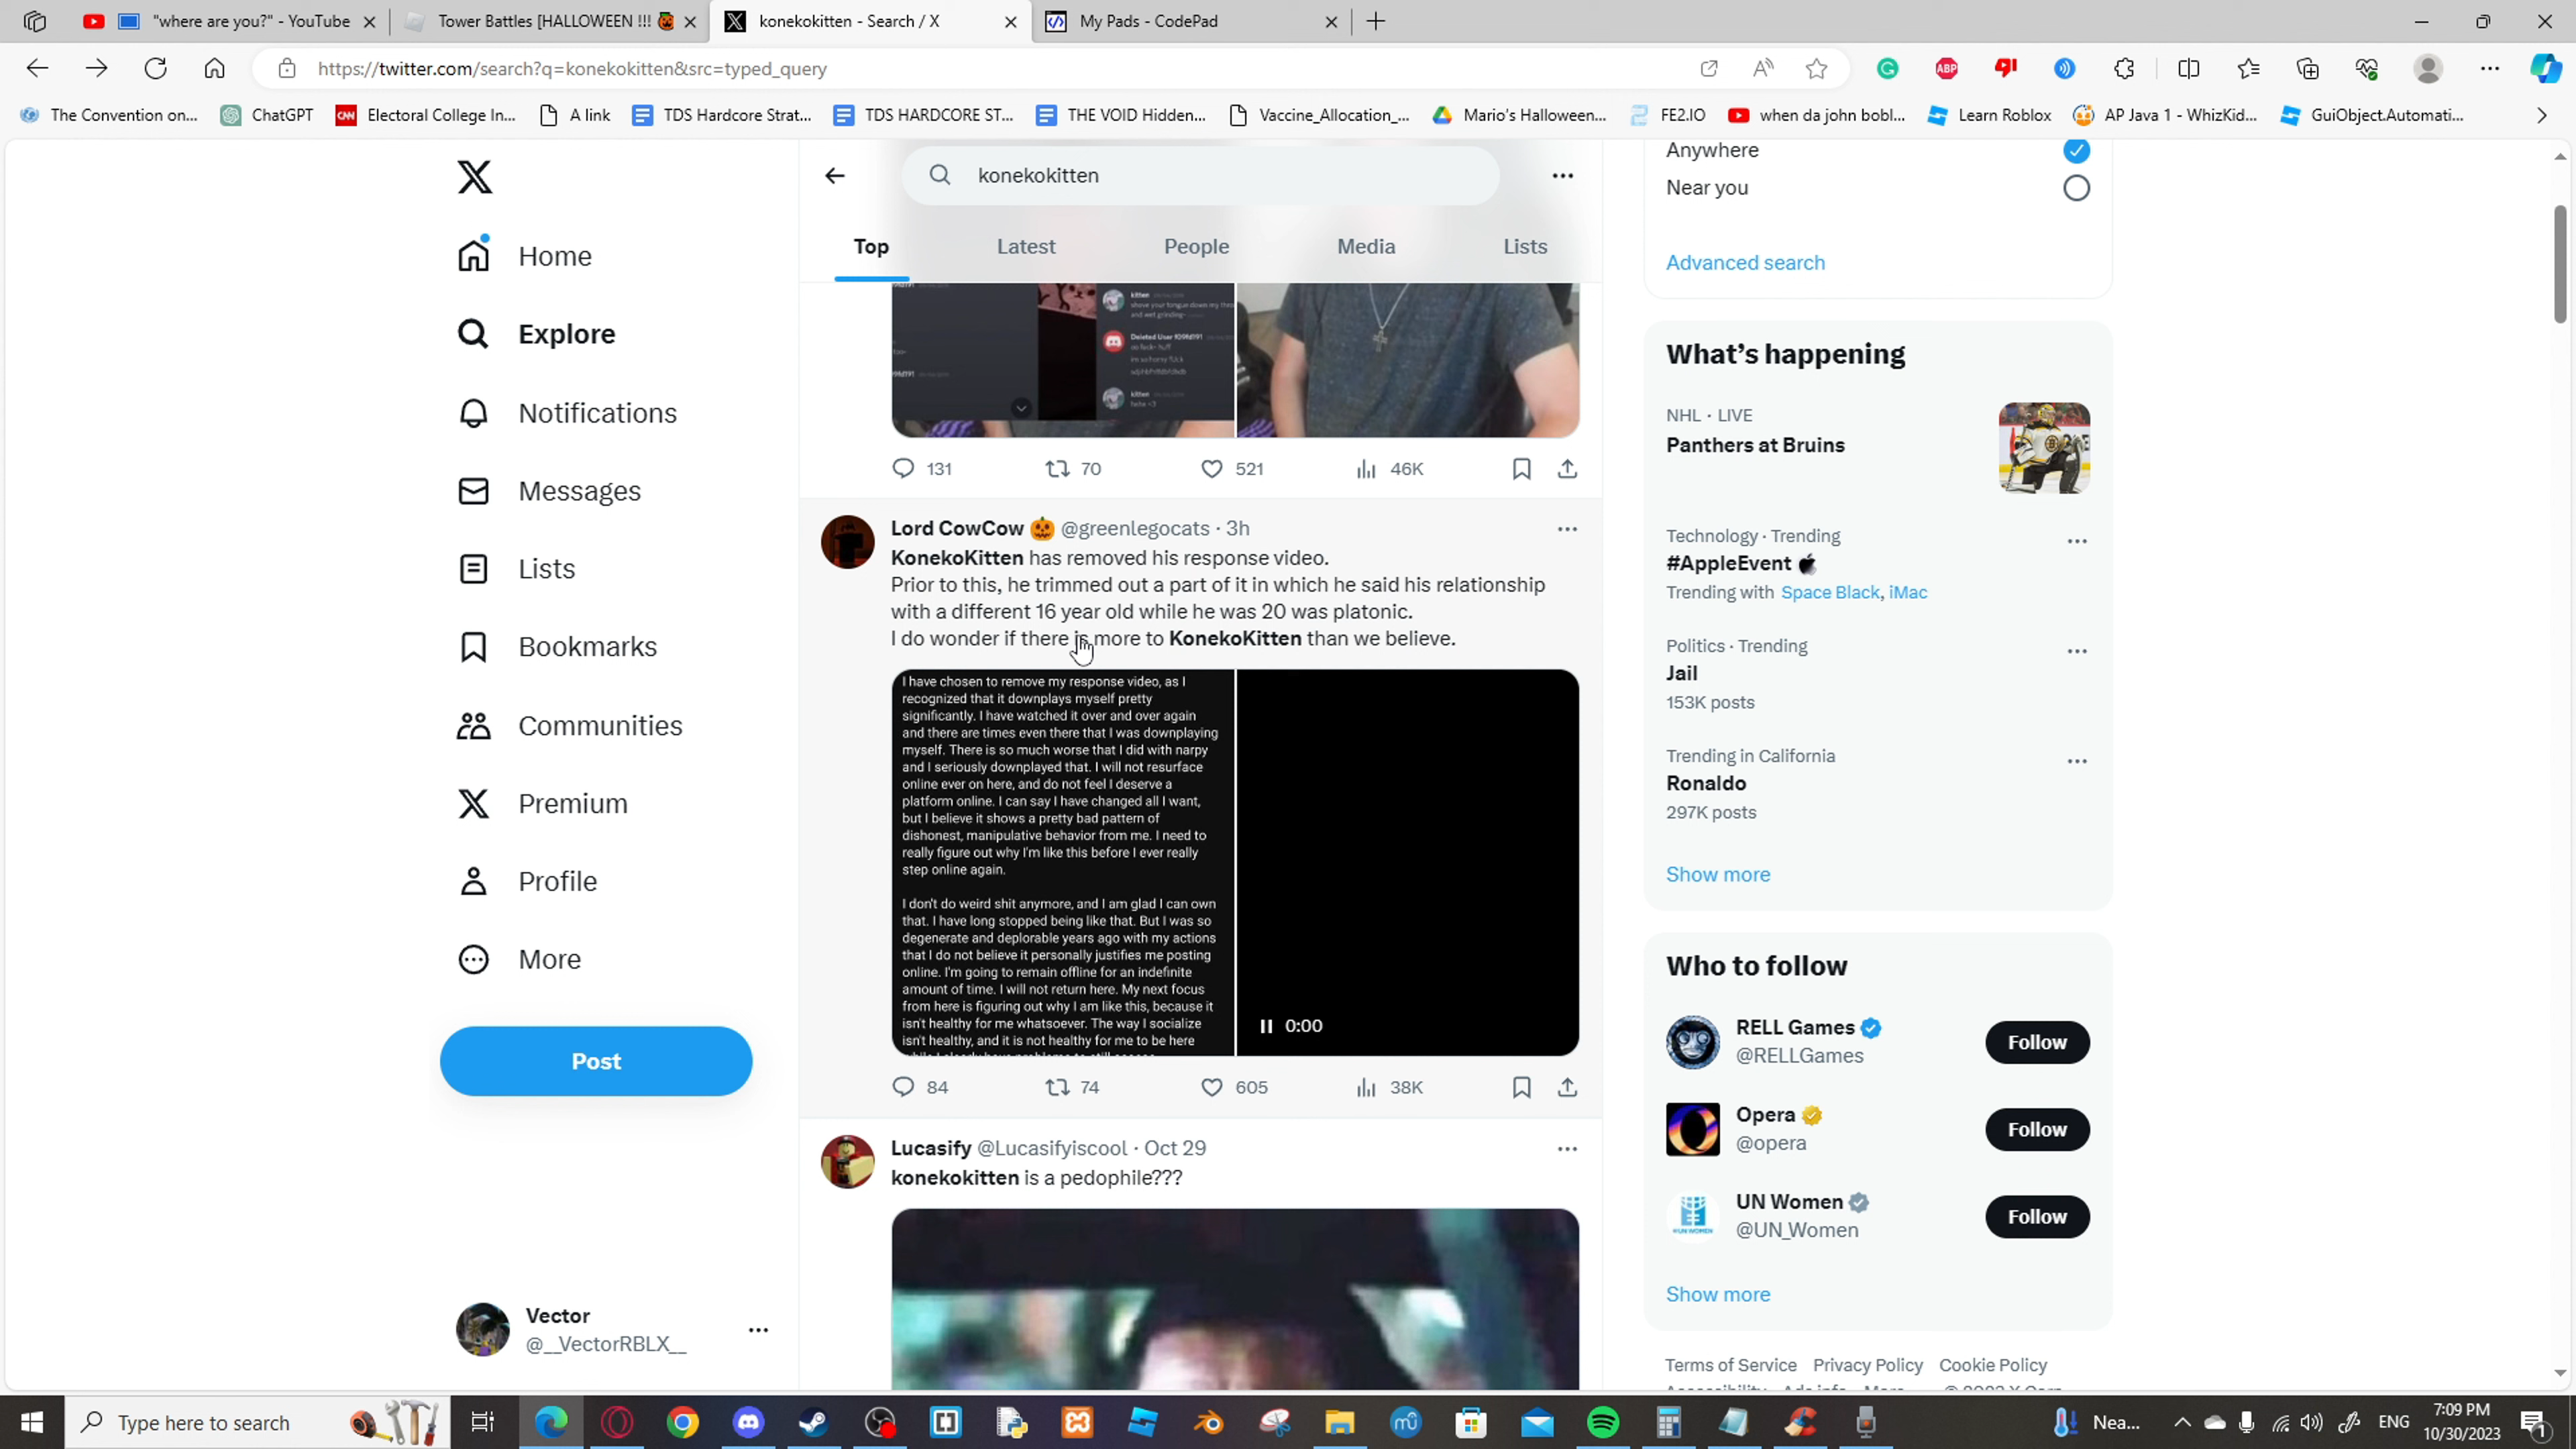 "where are you?" - YouTube
Tower Battles [HALLOWEEN !!! 🎃
konekokitten - Search / X
My Pads - CodePad
https://twitter.com/search?q=konekokitten&src=typed_query
ABP
The Convention on...
ChatGPT
CNN
Electoral College In...
A link
TDS Hardcore Strat...
TDS HARDCORE ST...
THE VOID Hidden...
Vaccine_Allocation_...
Mario's Halloween...
FE2.IO
when da john bobl...
Learn Roblox
AP Java 1 - WhizKid...
GuiObject.Automati...
Home
Explore
Notifications
Messages
Lists
Bookmarks
Communities
Premium
Profile
More
Post
Vector
@__VectorRBLX__
konekokitten
Top
Latest
People
Media
Lists
Deleted User
131
70
521
46K
Lord CowCow 🎃 @greenlegocats · 3h
KonekoKitten has removed his response video.
Prior to this, he trimmed out a part of it in which he said his relationship
with a different 16 year old while he was 20 was platonic.
I do wonder if there is more to KonekoKitten than we believe.
I have chosen to remove my response video, as I
recognized that it downplays myself pretty
significantly. I have watched it over and over again
and there are times even there that I was downplaying
myself. There is so much worse that I did with narpy
and I seriously downplayed that. I will not resurface
online ever on here, and do not feel I deserve a
platform online. I can say I have changed all I want,
but I believe it shows a pretty bad pattern of
dishonest, manipulative behavior from me. I need to
really figure out why I'm like this before I ever really
step online again.
I don't do weird shit anymore, and I am glad I can own
that. I have long stopped being like that. But I was so
degenerate and deplorable years ago with my actions
that I do not believe it personally justifies me posting
online. I'm going to remain offline for an indefinite
amount of time. I will not return here. My next focus
from here is figuring out why I am like this, because it
isn't healthy for me whatsoever. The way I socialize
isn't healthy, and it is not healthy for me to be here
0:00
84
74
605
38K
Lucasify @Lucasifyiscool · Oct 29
konekokitten is a pedophile???
Anywhere
Near you
Advanced search
What's happening
NHL · LIVE
Panthers at Bruins
Technology · Trending
#AppleEvent
Trending with Space Black, iMac
Politics · Trending
Jail
153K posts
Trending in California
Ronaldo
297K posts
Show more
Who to follow
RELL Games
@RELLGames
Follow
Opera
@opera
Follow
UN Women
@UN_Women
Follow
Show more
Terms of Service Privacy Policy Cookie Policy
Type here to search
Nea...
ENG
7:09 PM
10/30/2023
1